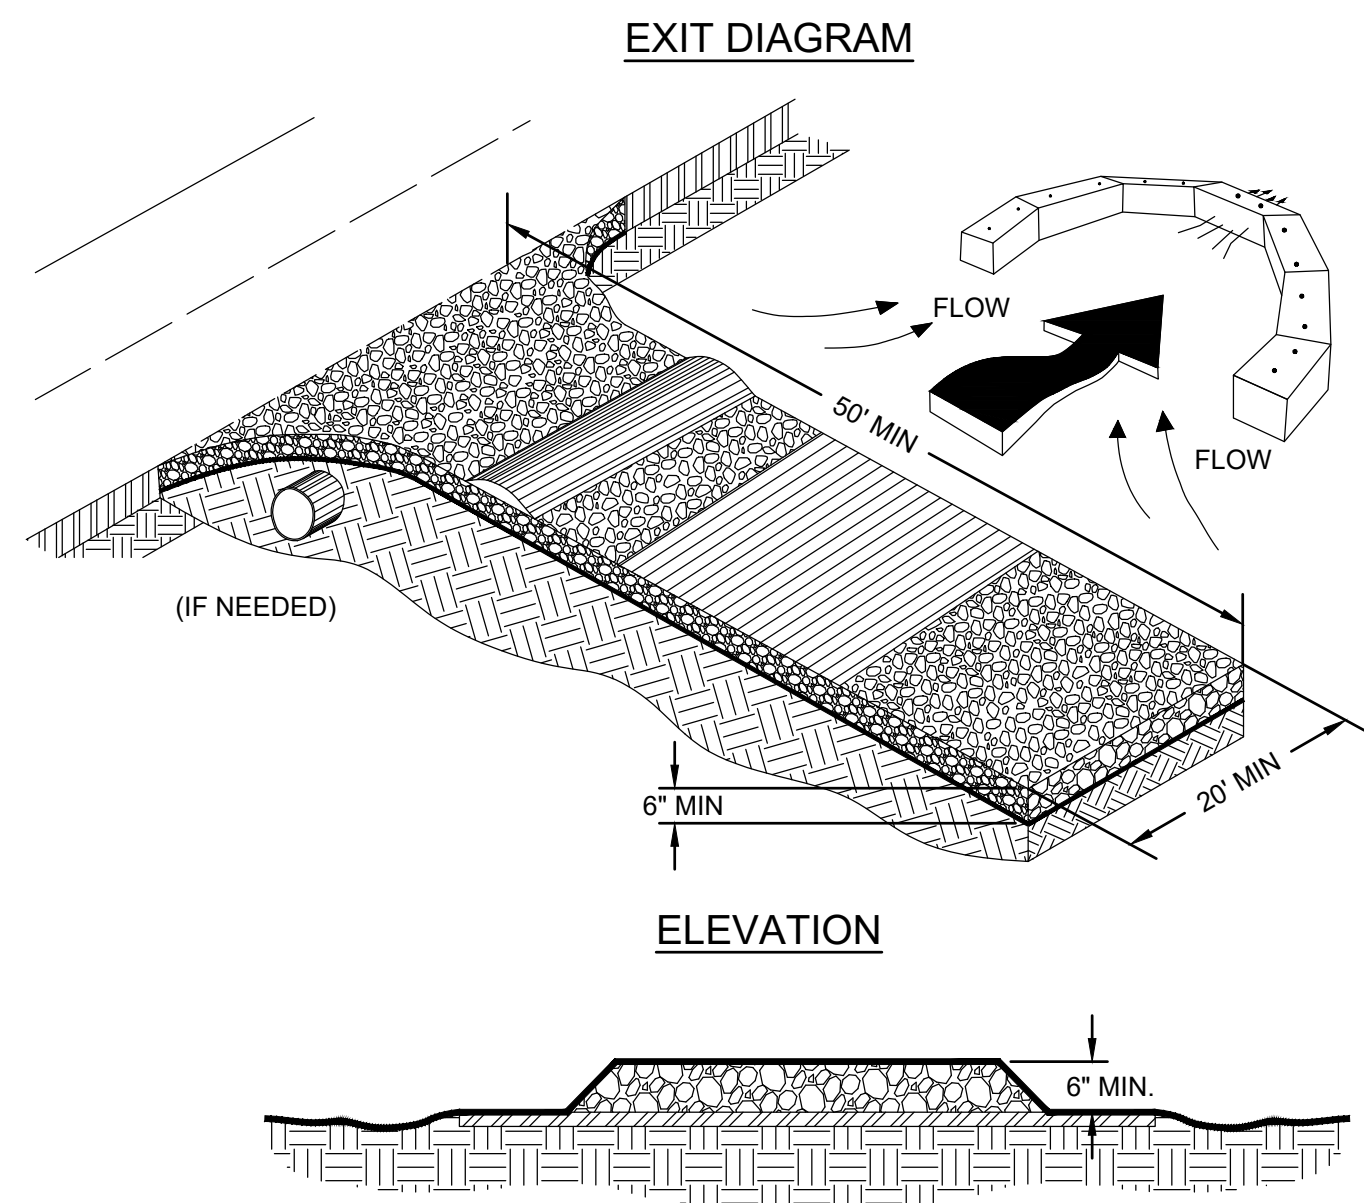 EXIT DIAGRAM
FLOW
50' MIN
FLOW
(IF NEEDED)
20' MIN
6" MIN
ELEVATION
6" MIN.